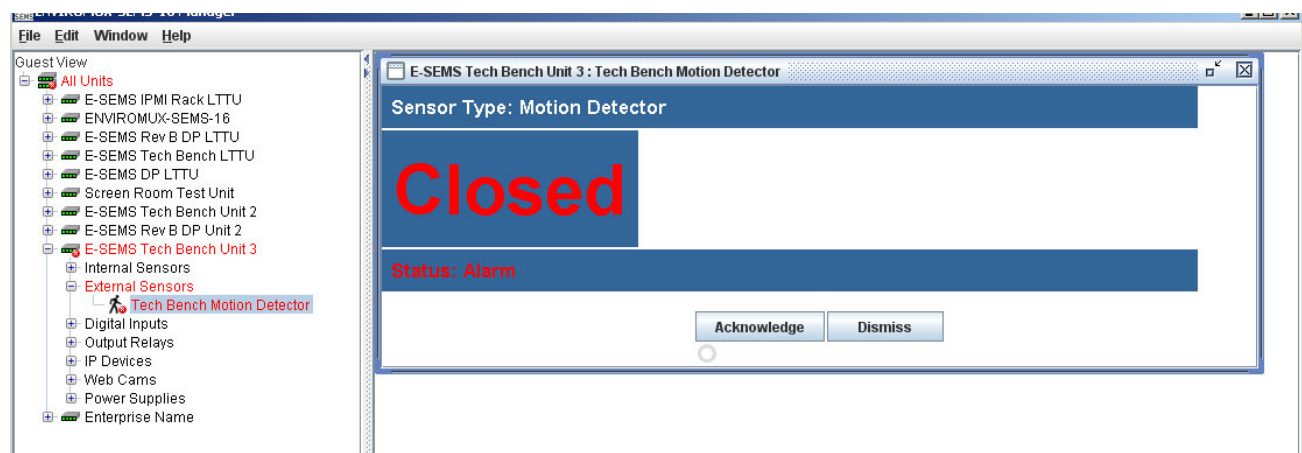 File Edit Window Help
Guest View
All Units
E-SEMS IPMI Rack LTTU
ENVIROMUX-SEMS-16
E-SEMS Rev B DP LTTU
E-SEMS Tech Bench LTTU
E-SEMS DP LTTU
Screen Room Test Unit
E-SEMS Tech Bench Unit 2
E-SEMS Rev B DP Unit 2
E-SEMS Tech Bench Unit 3
Internal Sensors
External Sensors
Tech Bench Motion Detector
Digital Inputs
Output Relays
IP Devices
Web Cams
Power Supplies
Enterprise Name
E-SEMS Tech Bench Unit 3 : Tech Bench Motion Detector
Sensor Type: Motion Detector
Closed
Status: Alarm
Acknowledge Dismiss